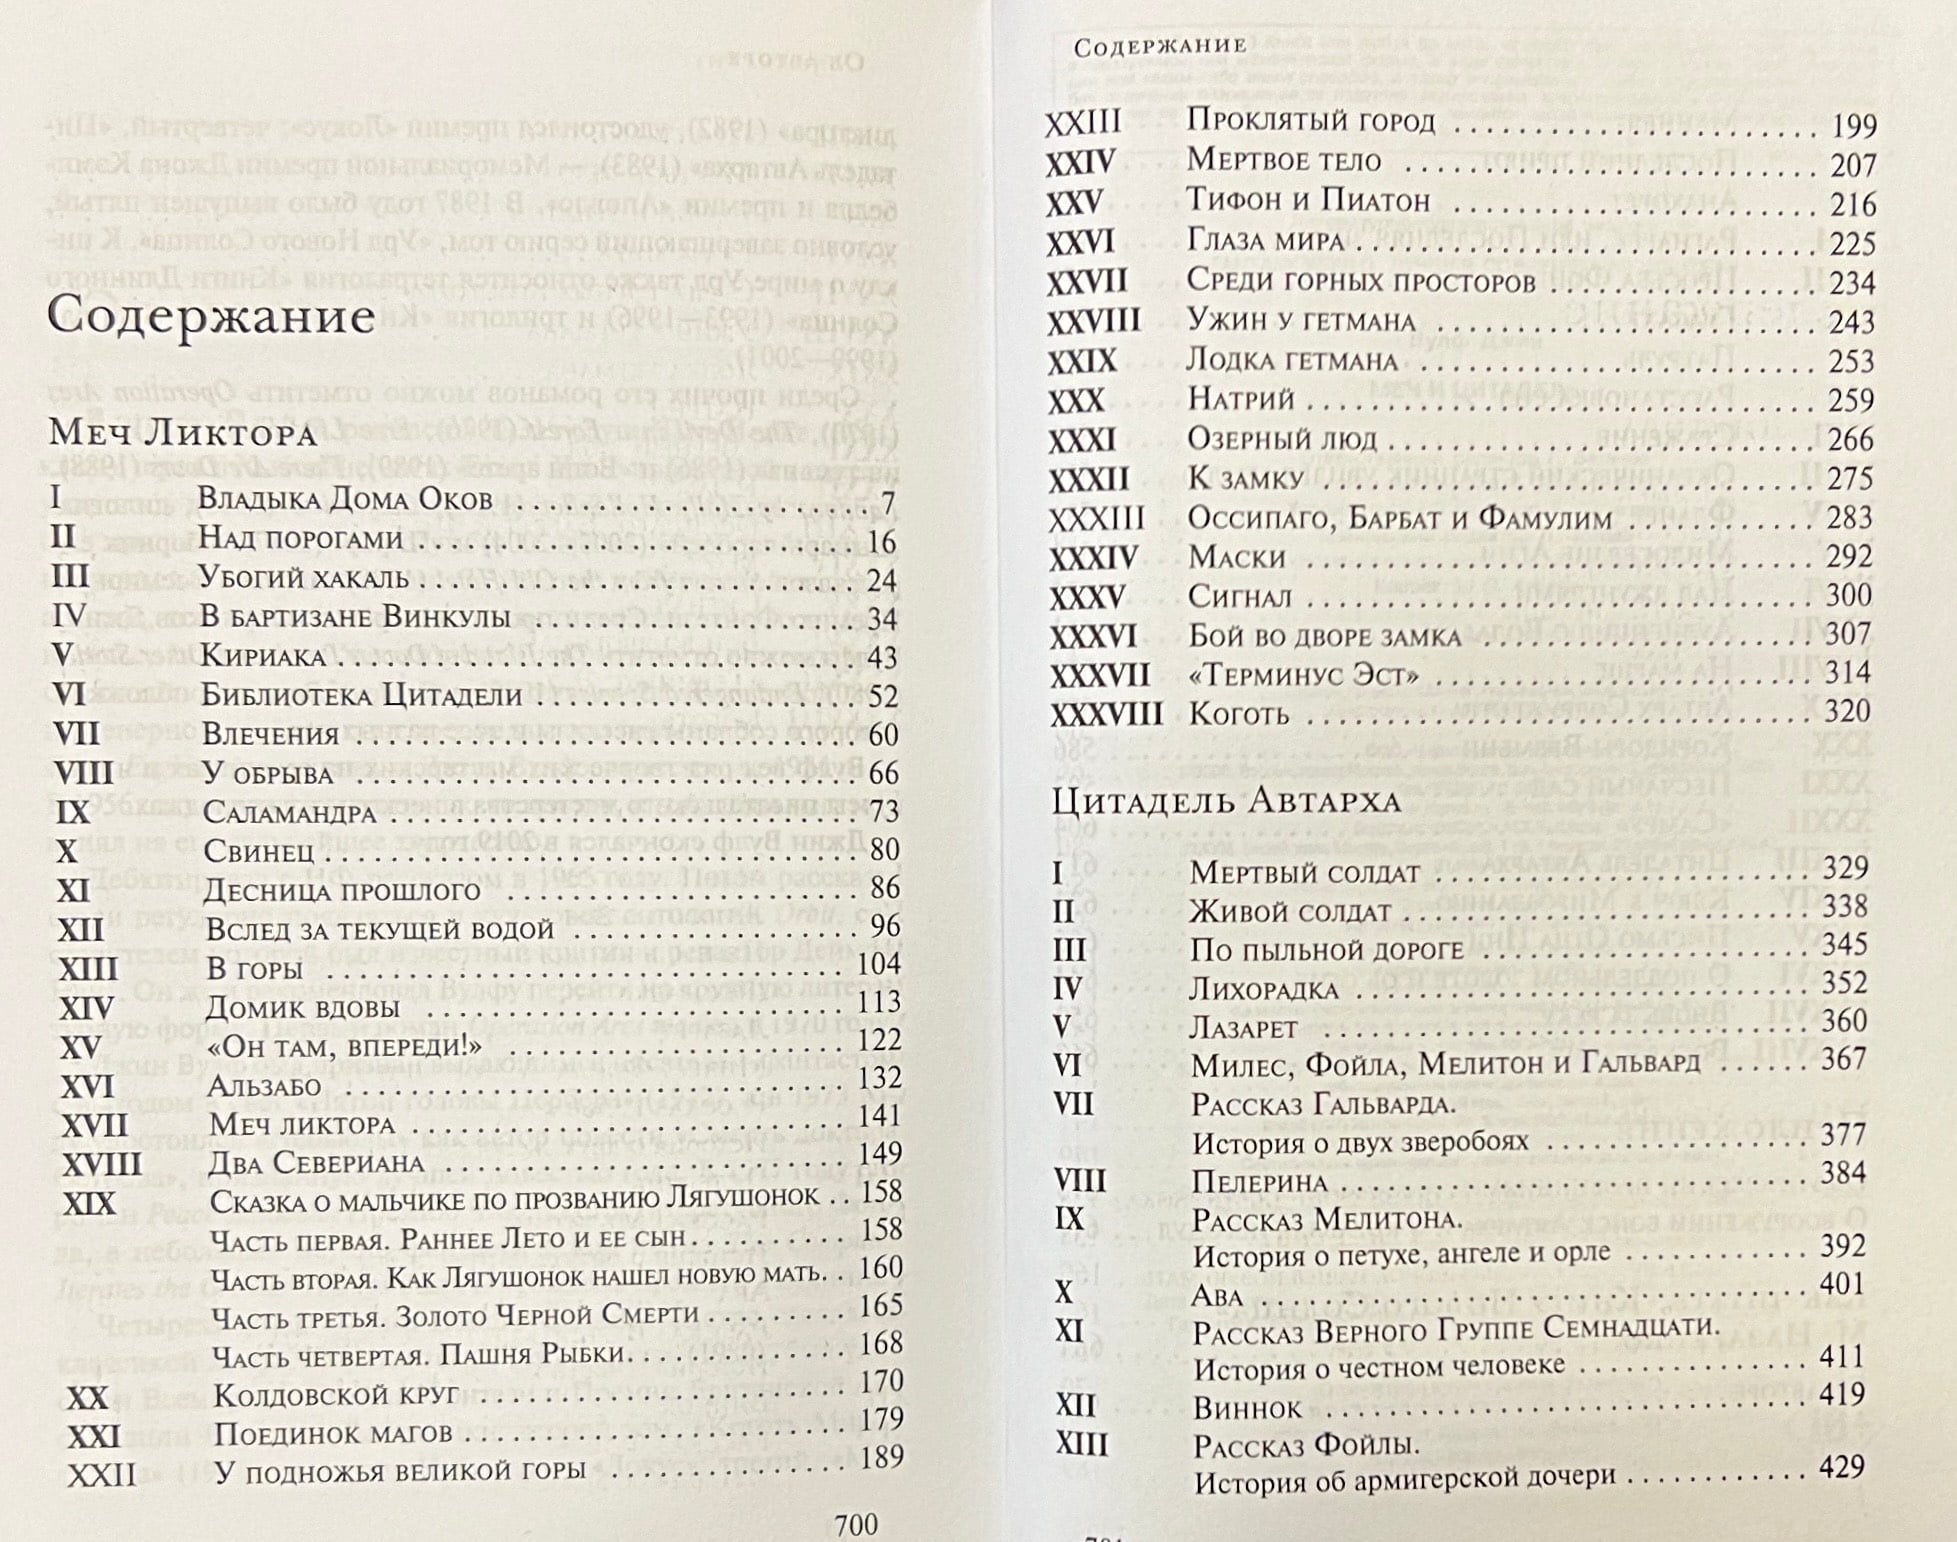 Содержание
Меч Ликтора
I Владыка Дома Оков 7
II Над порогами 16
III Убогий хакаль 24
IV В бартизане Винкулы 34
V Кириака 43
VI Библиотека Цитадели 52
VII Влечения 60
VIII У обрыва 66
IX Саламандра 73
X Свинец 80
XI Десница прошлого 86
XII Вслед за текущей водой 96
XIII В горы 104
XIV Домик вдовы 113
XV «Он там, впереди!» 122
XVI Альзабо 132
XVII Меч ликтора 141
XVIII Два Севериана 149
XIX Сказка о мальчике по прозванию Лягушонок 158
Часть первая. Раннее Лето и ее сын 158
Часть вторая. Как Лягушонок нашел новую мать 160
Часть третья. Золото Черной Смерти 165
Часть четвертая. Пашня Рыбки 168
XX Колдовской круг 170
XXI Поединок магов 179
XXII У подножья великой горы 189
700
Содержание
XXIII Проклятый город 199
XXIV Мертвое тело 207
XXV Тифон и Пиатон 216
XXVI Глаза мира 225
XXVII Среди горных просторов 234
XXVIII Ужин у гетмана 243
XXIX Лодка гетмана 253
XXX Натрий 259
XXXI Озерный люд 266
XXXII К замку 275
XXXIII Оссипаго, Барбат и Фамулим 283
XXXIV Маски 292
XXXV Сигнал 300
XXXVI Бой во дворе замка 307
XXXVII «Терминус Эст» 314
XXXVIII Коготь 320
Цитадель Автарха
I Мертвый солдат 329
II Живой солдат 338
III По пыльной дороге 345
IV Лихорадка 352
V Лазарет 360
VI Милес, Фойла, Мелитон и Гальвард 367
VII Рассказ Гальварда.
История о двух зверобоях 377
VIII Пелерина 384
IX Рассказ Мелитона.
История о петухе, ангеле и орле 392
X Ава 401
XI Рассказ Верного Группе Семнадцати.
История о честном человеке 411
XII Виннок 419
XIII Рассказ Фойлы.
История об армигерской дочери 429